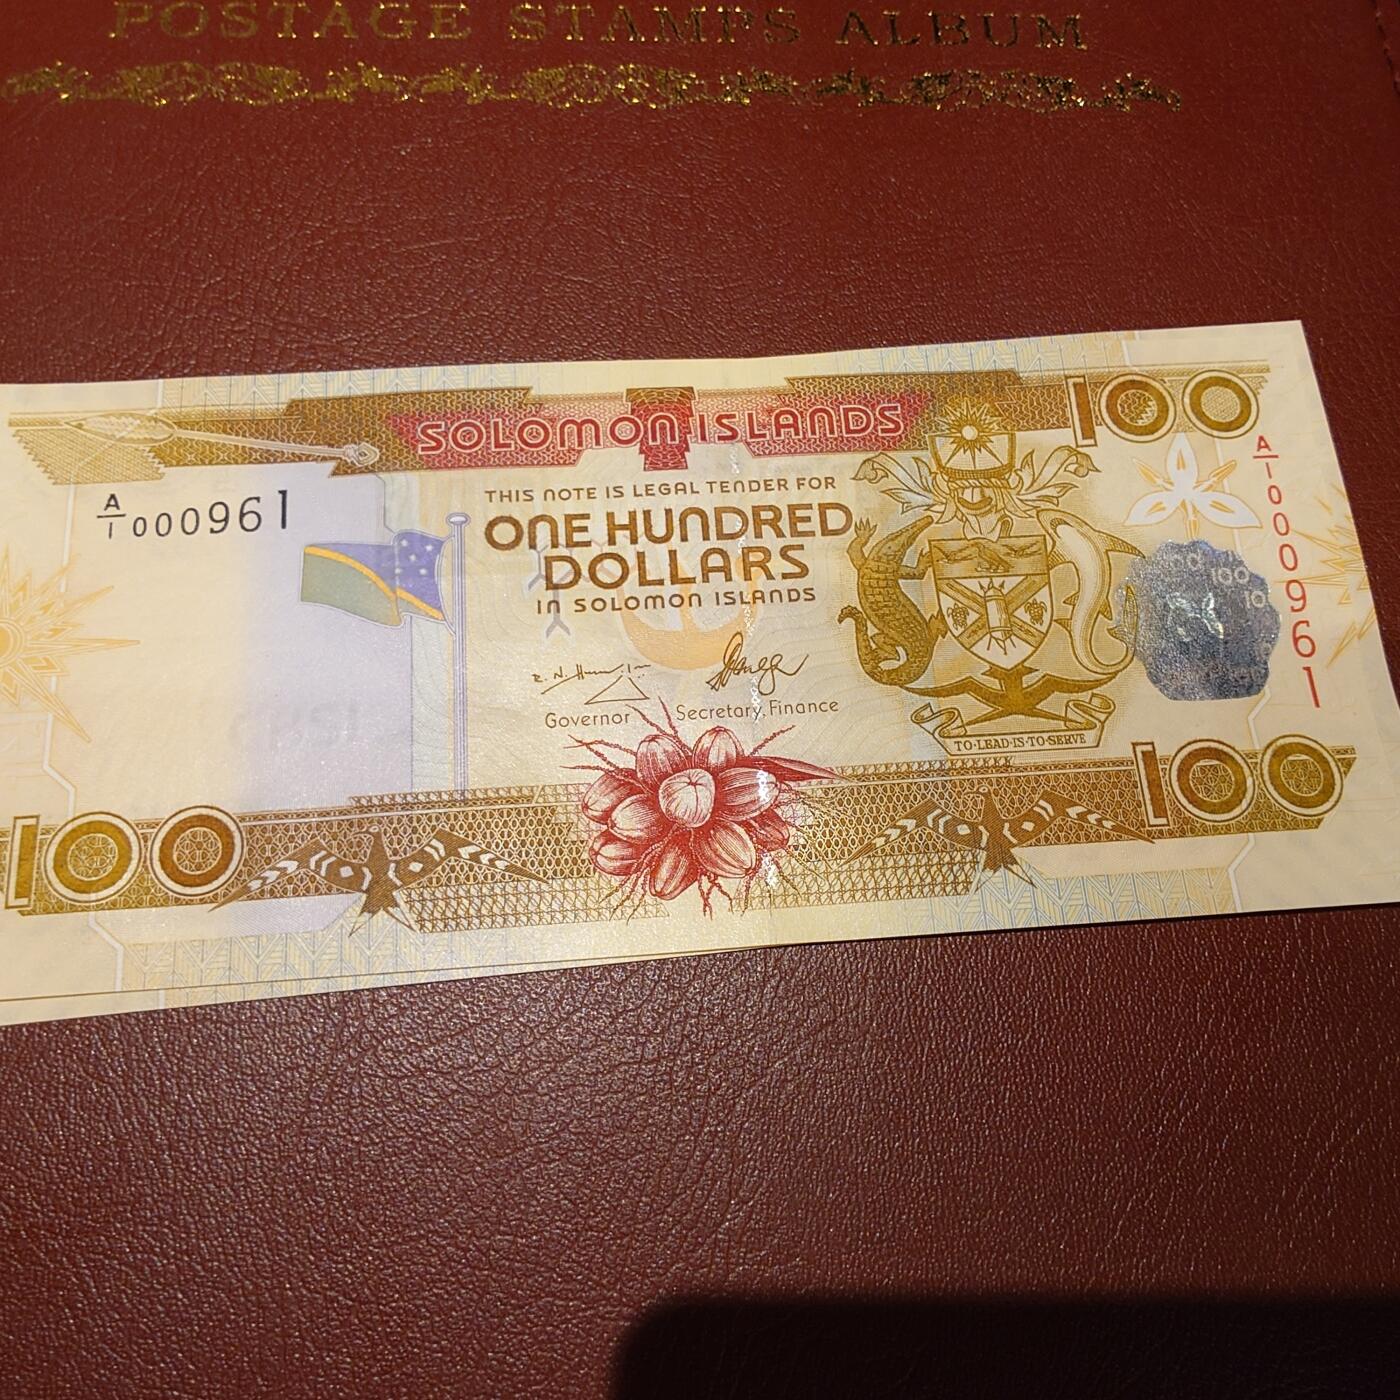 POSTAGE STAMPS ALBUM
SOLOMON ISLANDS
100
A/1 000961
THIS NOTE IS LEGAL TENDER FOR
ONE HUNDRED
DOLLARS
IN SOLOMON ISLANDS
A/1 000961
100
Governor
Secretary, Finance
TO·LEAD·IS·TO·SERVE
100
100